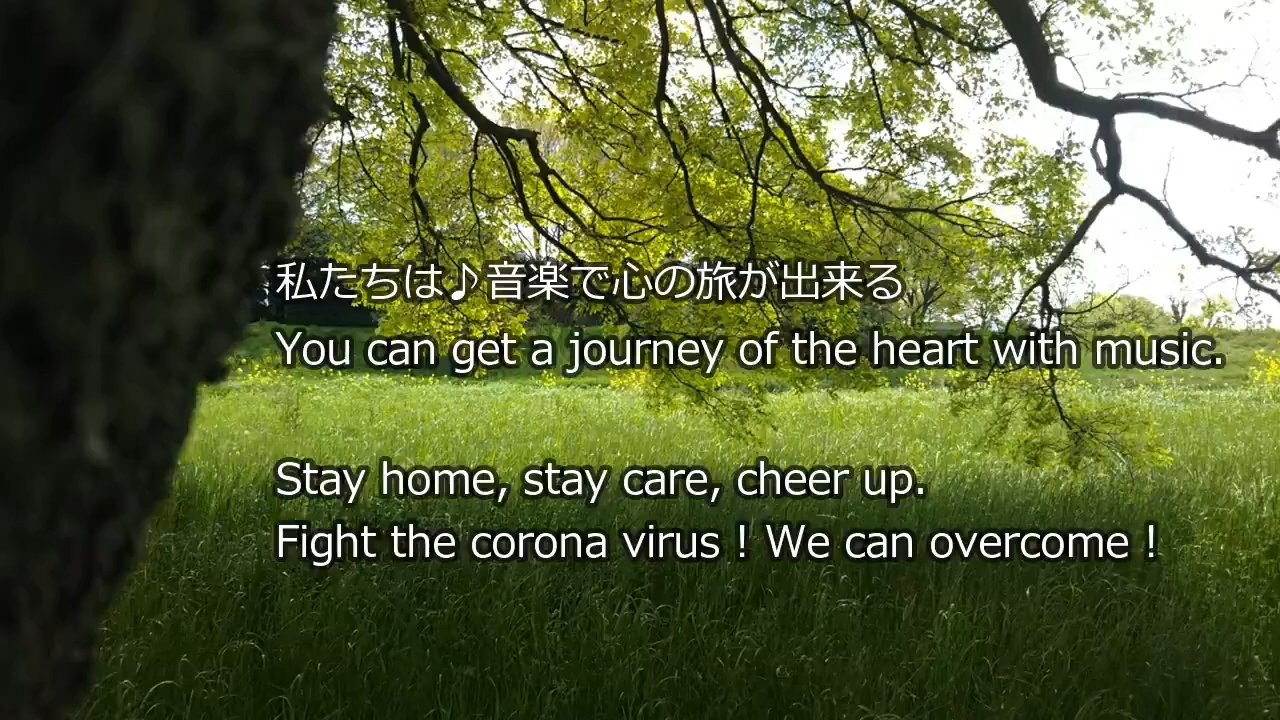 私たちは♪音楽で心の旅が出来る
You can get a journey of the heart with music.
Stay home, stay care, cheer up.
Fight the corona virus ! We can overcome !